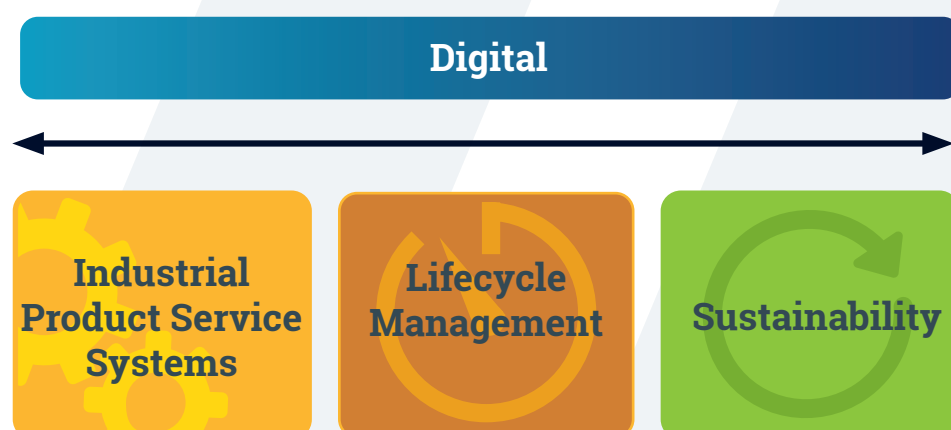 Digital
Industrial
Product Service
Systems
Lifecycle
Management
Sustainability